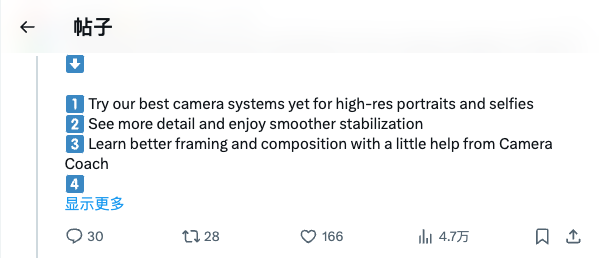 帖子
⬇️
1️⃣ Try our best camera systems yet for high-res portraits and selfies
2️⃣ See more detail and enjoy smoother stabilization
3️⃣ Learn better framing and composition with a little help from Camera
Coach
4️⃣
显示更多
30 28 166 4.7万